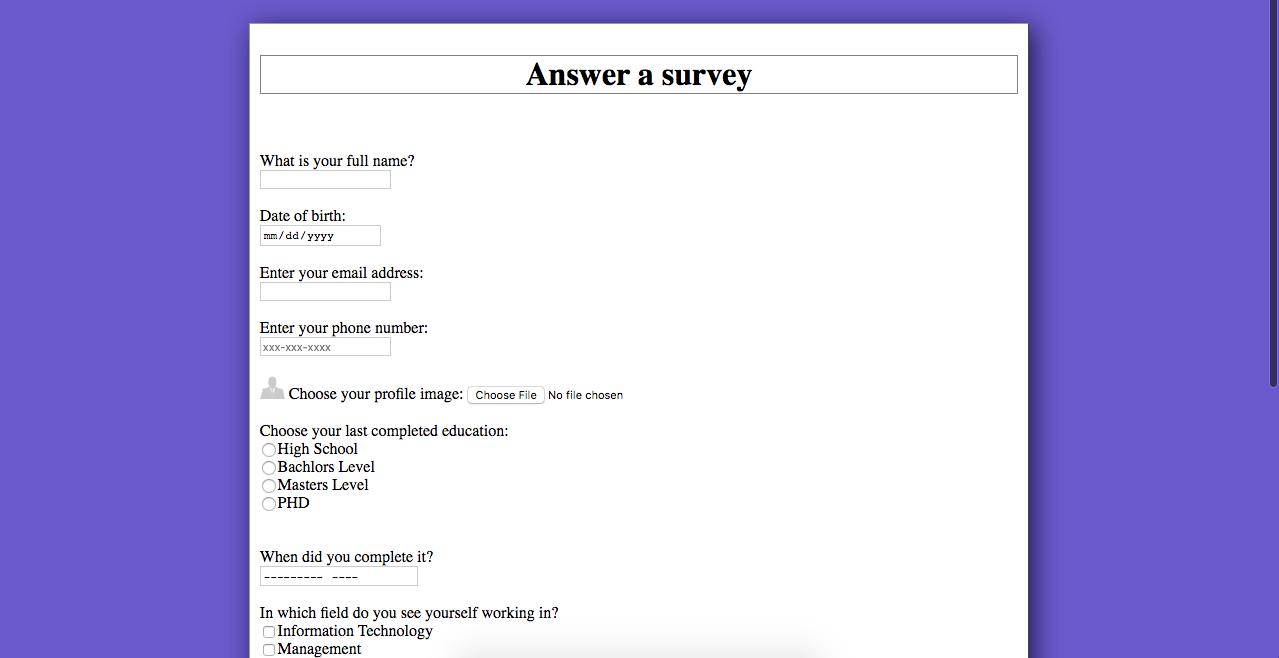 Answer a survey
What is your full name?
Date of birth:
mm/dd/yyyy
Enter your email address:
Enter your phone number:
xxx-xxx-xxxx
Choose your profile image: Choose File No file chosen
Choose your last completed education:
High School
Bachlors Level
Masters Level
PHD
When did you complete it?
--------- ----
In which field do you see yourself working in?
Information Technology
Management